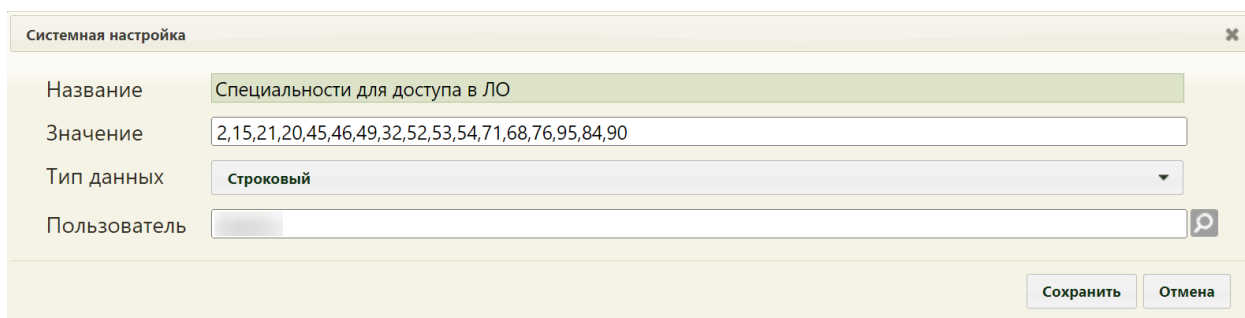 Системная настройка
Название Специальности для доступа в ЛО
Значение 2,15,21,20,45,46,49,32,52,53,54,71,68,76,95,84,90
Тип данных Строковый
Пользователь
Сохранить Отмена